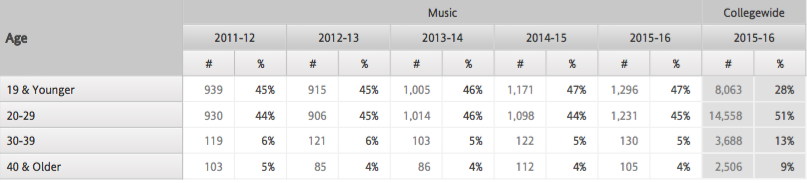 Music Collegewide
Age 2011-12 2012-13 2013-14 2014-15 2015-16 2015-16
# % # % # % # % # % # %
19 & Younger 939 45% 915 45% 1,005 46% 1,171 47% 1,296 47% 8,063 28%
20-29 930 44% 906 45% 1,014 46% 1,098 44% 1,231 45% 14,558 51%
30-39 119 6% 121 6% 103 5% 122 5% 130 5% 3,688 13%
40 & Older 103 5% 85 4% 86 4% 112 4% 105 4% 2,506 9%